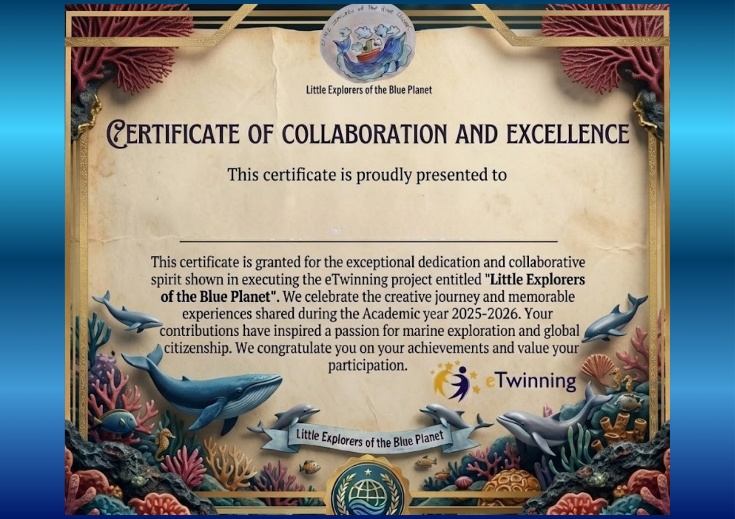 Little Explorers of the Blue Planet
CERTIFICATE OF COLLABORATION AND EXCELLENCE
This certificate is proudly presented to
This certificate is granted for the exceptional dedication and collaborative
spirit shown in executing the eTwinning project entitled "Little Explorers
of the Blue Planet". We celebrate the creative journey and memorable
experiences shared during the Academic year 2025-2026. Your
contributions have inspired a passion for marine exploration and global
citizenship. We congratulate you on your achievements and value your
participation.
eTwinning
Little Explorers of the Blue Planet